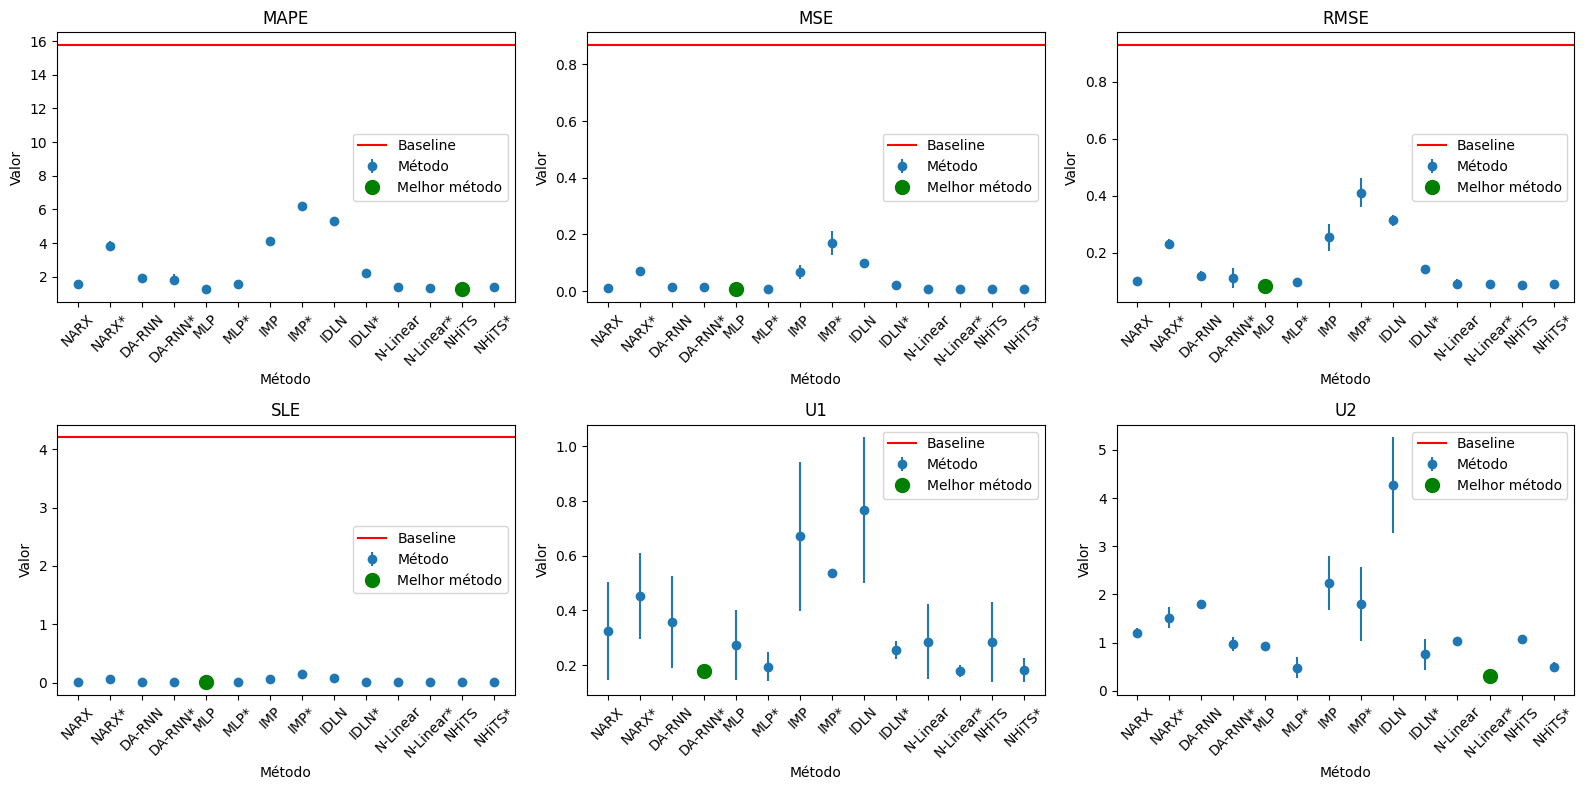 MAPE
16
14
12
10
8
6
4
2
Valor
Baseline
Método
Melhor método
NARX
NARX*
DA-RNN
DA-RNN*
MLP
MLP*
IMP
IMP*
IDLN
IDLN*
N-Linear
N-Linear*
NHiTS
NHiTS*
Método
MSE
0.8
0.6
0.4
0.2
0.0
Valor
Baseline
Método
Melhor método
NARX
NARX*
DA-RNN
DA-RNN*
MLP
MLP*
IMP
IMP*
IDLN
IDLN*
N-Linear
N-Linear*
NHiTS
NHiTS*
Método
RMSE
0.8
0.6
0.4
0.2
Valor
Baseline
Método
Melhor método
NARX
NARX*
DA-RNN
DA-RNN*
MLP
MLP*
IMP
IMP*
IDLN
IDLN*
N-Linear
N-Linear*
NHiTS
NHiTS*
Método
SLE
4
3
2
1
0
Valor
Baseline
Método
Melhor método
NARX
NARX*
DA-RNN
DA-RNN*
MLP
MLP*
IMP
IMP*
IDLN
IDLN*
N-Linear
N-Linear*
NHiTS
NHiTS*
Método
U1
1.0
0.8
0.6
0.4
0.2
Valor
Baseline
Método
Melhor método
NARX
NARX*
DA-RNN
DA-RNN*
MLP
MLP*
IMP
IMP*
IDLN
IDLN*
N-Linear
N-Linear*
NHiTS
NHiTS*
Método
U2
5
4
3
2
1
0
Valor
Baseline
Método
Melhor método
NARX
NARX*
DA-RNN
DA-RNN*
MLP
MLP*
IMP
IMP*
IDLN
IDLN*
N-Linear
N-Linear*
NHiTS
NHiTS*
Método